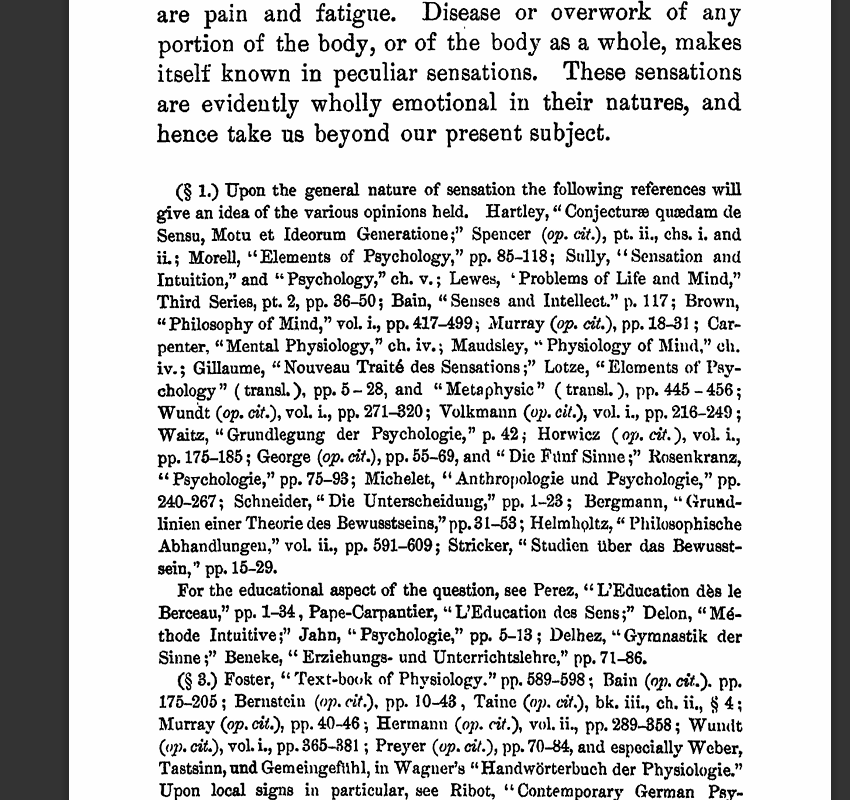 are pain and fatigue. Disease or overwork of any
portion of the body, or of the body as a whole, makes
itself known in peculiar sensations. These sensations
are evidently wholly emotional in their natures, and
hence take us beyond our present subject.
(§ 1.) Upon the general nature of sensation the following references will
give an idea of the various opinions held. Hartley, “Conjecturæ quædam de
Sensu, Motu et Ideorum Generatione;” Spencer (op. cit.), pt. ii., chs. i. and
ii.; Morell, “Elements of Psychology,” pp. 85–118; Sully, “Sensation and
Intuition,” and “Psychology,” ch. v.; Lewes, ‘Problems of Life and Mind,”
Third Series, pt. 2, pp. 36–50; Bain, “Senses and Intellect.” p. 117; Brown,
“Philosophy of Mind,” vol. i., pp. 417–499; Murray (op. cit.), pp. 18–31; Car-
penter, “Mental Physiology,” ch. iv.; Maudsley, “Physiology of Mind,” ch.
iv.; Gillaume, “Nouveau Traité des Sensations;” Lotze, “Elements of Psy-
chology” (transl.), pp. 5–28, and “Metaphysic” (transl.), pp. 445–456;
Wundt (op. cit.), vol. i., pp. 271–320; Volkmann (op. cit.), vol. i., pp. 216–249;
Waitz, “Grundlegung der Psychologie,” p. 42; Horwicz (op. cit.), vol. i.,
pp. 175–185; George (op. cit.), pp. 55–69, and “Die Fünf Sinne;” Rosenkranz,
“Psychologie,” pp. 75–93; Michelet, “Anthropologie und Psychologie,” pp.
240–267; Schneider, “Die Unterscheidung,” pp. 1–23; Bergmann, “Grund-
linien einer Theorie des Bewusstseins,” pp. 31–53; Helmholtz, “Philosophische
Abhandlungen,” vol. ii., pp. 591–609; Stricker, “Studien über das Bewusst-
sein,” pp. 15–29.
For the educational aspect of the question, see Perez, “L'Education dès le
Berceau,” pp. 1–34, Pape-Carpantier, “L'Education des Sens;” Delon, “Mé-
thode Intuitive;” Jahn, “Psychologie,” pp. 5–13; Delhez, “Gymnastik der
Sinne;” Beneke, “Erziehungs- und Unterrichtslehre,” pp. 71–86.
(§ 3.) Foster, “Text-book of Physiology.” pp. 589–598; Bain (op. cit.). pp.
175–205; Bernstein (op. cit.), pp. 10–43, Taine (op. cit.), bk. iii., ch. ii., § 4;
Murray (op. cit.), pp. 40–46; Hermann (op. cit.), vol. ii., pp. 289–358; Wundt
(op. cit.), vol. i., pp. 365–381; Preyer (op. cit.), pp. 70–84, and especially Weber,
Tastsinn, und Gemeingefühl, in Wagner's “Handwörterbuch der Physiologie.”
Upon local signs in particular, see Ribot, “Contemporary German Psy-